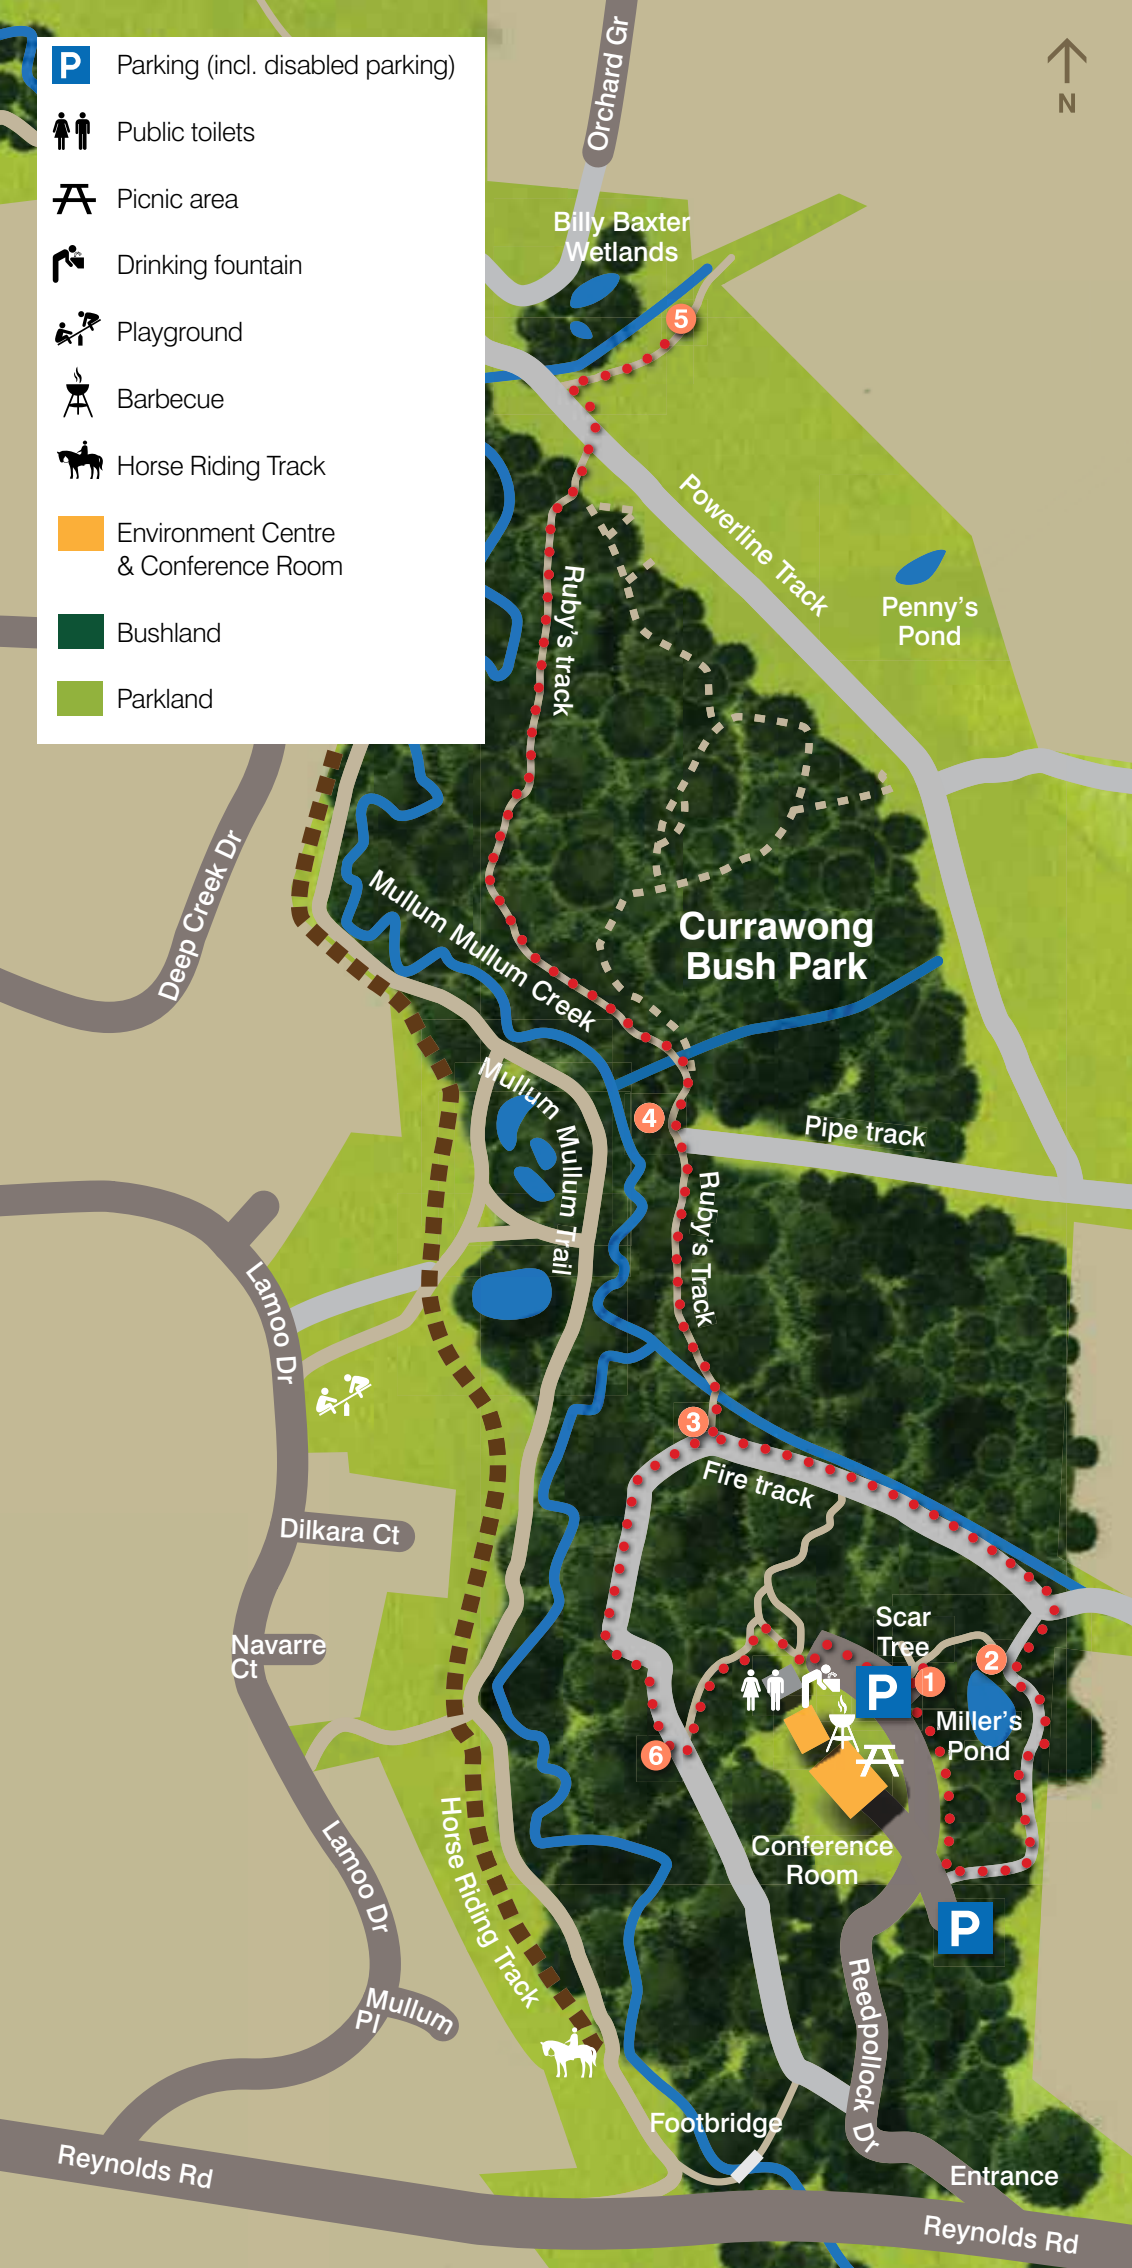 P Parking (incl. disabled parking)
Public toilets
Picnic area
Drinking fountain
Playground
Barbecue
Horse Riding Track
Environment Centre
& Conference Room
Bushland
Parkland
N
Orchard Gr
Billy Baxter
Wetlands
5
Powerline Track
Penny's
Pond
Ruby's track
Deep Creek Dr
Mullum Mullum Creek
Currawong
Bush Park
Mullum Mullum Trail
4
Pipe track
Ruby's Track
Lamoo Dr
3
Fire track
Dilkara Ct
Navarre
Ct
Scar
Tree
2
1
P
Miller's
Pond
6
Conference
Room
Horse Riding Track
Lamoo Dr
P
Reedpollock Dr
Mullum
Pl
Footbridge
Entrance
Reynolds Rd
Reynolds Rd